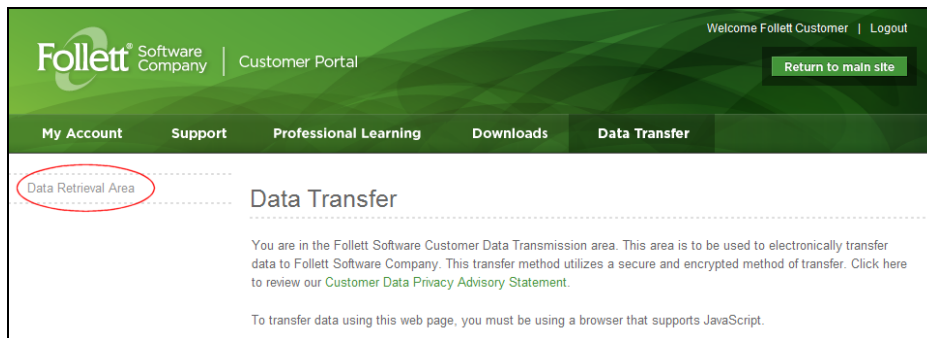 Welcome Follett Customer | Logout
Follett® Software Company | Customer Portal
Return to main site
My Account Support Professional Learning Downloads Data Transfer
Data Retrieval Area
Data Transfer
You are in the Follett Software Customer Data Transmission area. This area is to be used to electronically transfer
data to Follett Software Company. This transfer method utilizes a secure and encrypted method of transfer. Click here
to review our Customer Data Privacy Advisory Statement.
To transfer data using this web page, you must be using a browser that supports JavaScript.